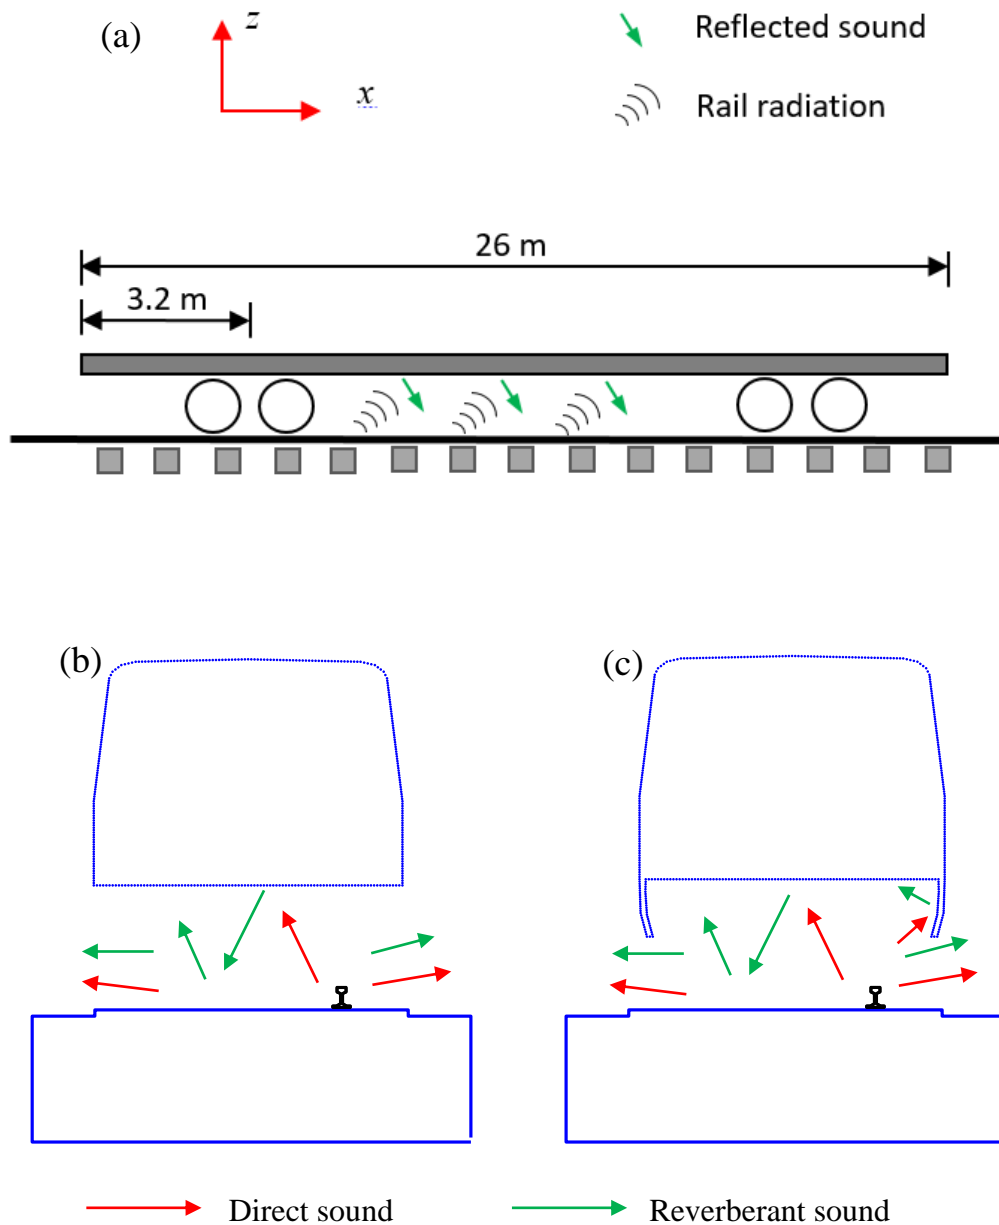 (a)
z
x
Reflected sound
Rail radiation
26 m
3.2 m
(b)
(c)
Direct sound
Reverberant sound